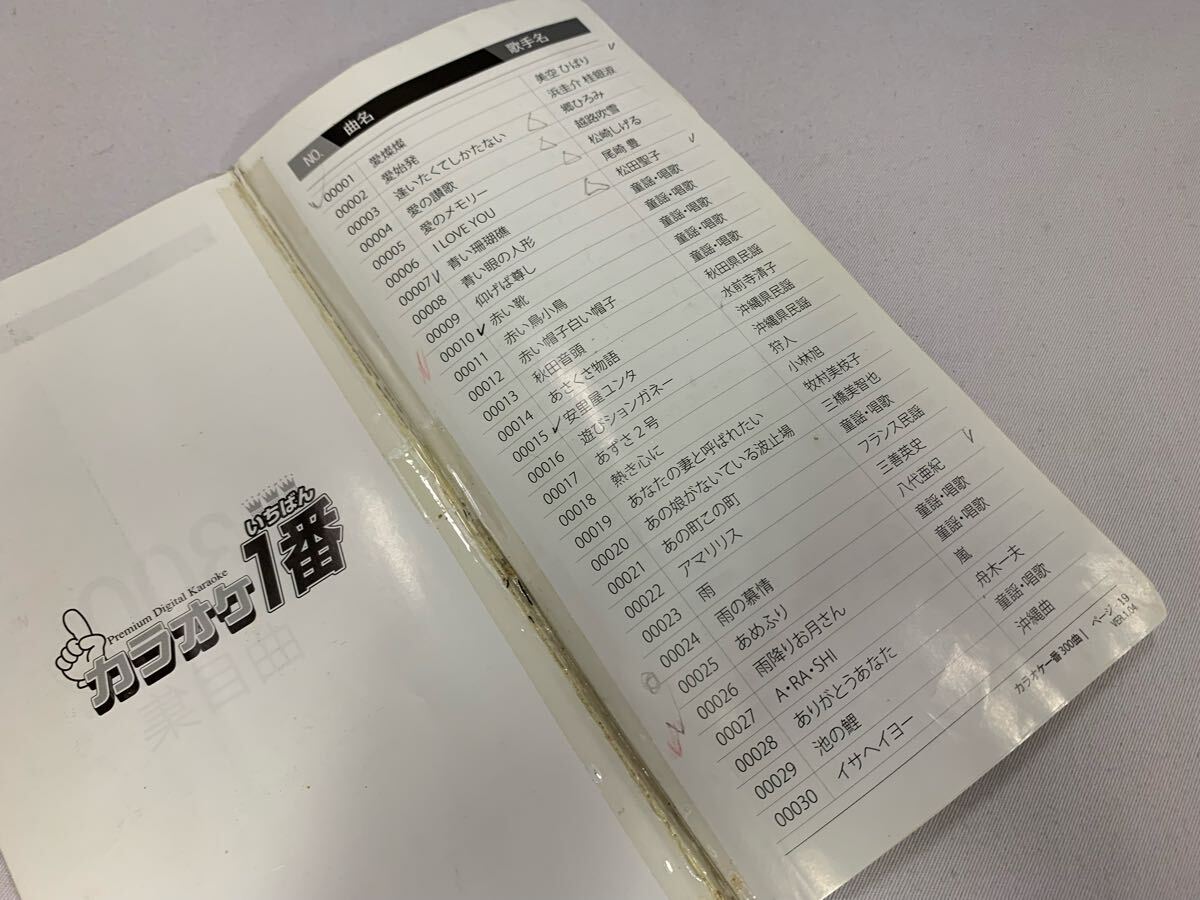 いちばん
Premium Digital Karaoke
カラオケ1番
NO. 曲名 歌手名
00001 愛燦燦 美空ひばり
00002 愛始発 浜圭介 桂銀淑
00003 逢いたくてしかたない 郷ひろみ
00004 愛の讃歌 越路吹雪
00005 愛のメモリー 松崎しげる
00006 I LOVE YOU 尾崎 豊
00007 青い珊瑚礁 松田聖子
00008 青い眼の人形 童謡・唱歌
00009 仰げば尊し 童謡・唱歌
00010 赤い靴 童謡・唱歌
00011 赤い鳥小鳥 童謡・唱歌
00012 赤い帽子白い帽子 童謡・唱歌
00013 秋田音頭 秋田県民謡
00014 あさくさ物語 水前寺清子
00015 安里屋ユンタ 沖縄県民謡
00016 遊びションガネー 沖縄県民謡
00017 あずさ２号 狩人
00018 熱き心に 小林旭
00019 あなたの妻と呼ばれたい 牧村美枝子
00020 あの娘がないている波止場 三橋美智也
00021 あの町この町 童謡・唱歌
00022 アマリリス フランス民謡
00023 雨 三善英史
00024 雨の慕情 八代亜紀
00025 あめふり 童謡・唱歌
00026 雨降りお月さん 童謡・唱歌
00027 A・RA・SHI 嵐
00028 ありがとうあなた 舟木一夫
00029 池の鯉 童謡・唱歌
00030 イサヘイヨー 沖縄曲
カラオケ一番 300曲 | ページ.19
VER.1.04